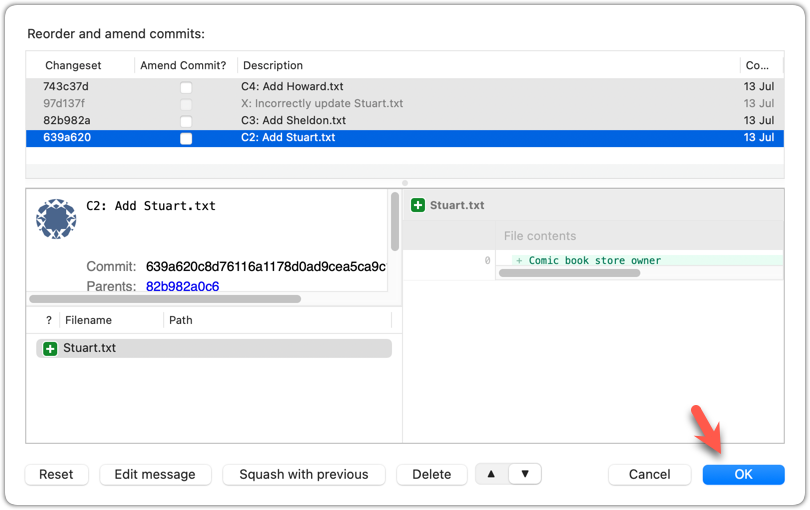 Reorder and amend commits:
Changeset Amend Commit? Description Co...
743c37d C4: Add Howard.txt 13 Jul
97d137f X: Incorrectly update Stuart.txt 13 Jul
82b982a C3: Add Sheldon.txt 13 Jul
639a620 C2: Add Stuart.txt 13 Jul
C2: Add Stuart.txt
Commit: 639a620c8d76116a1178d0ad9cea5ca9c
Parents: 82b982a0c6
? Filename Path
Stuart.txt
Stuart.txt
File contents
0 + Comic book store owner
Reset Edit message Squash with previous Delete ▲ ▼ Cancel OK